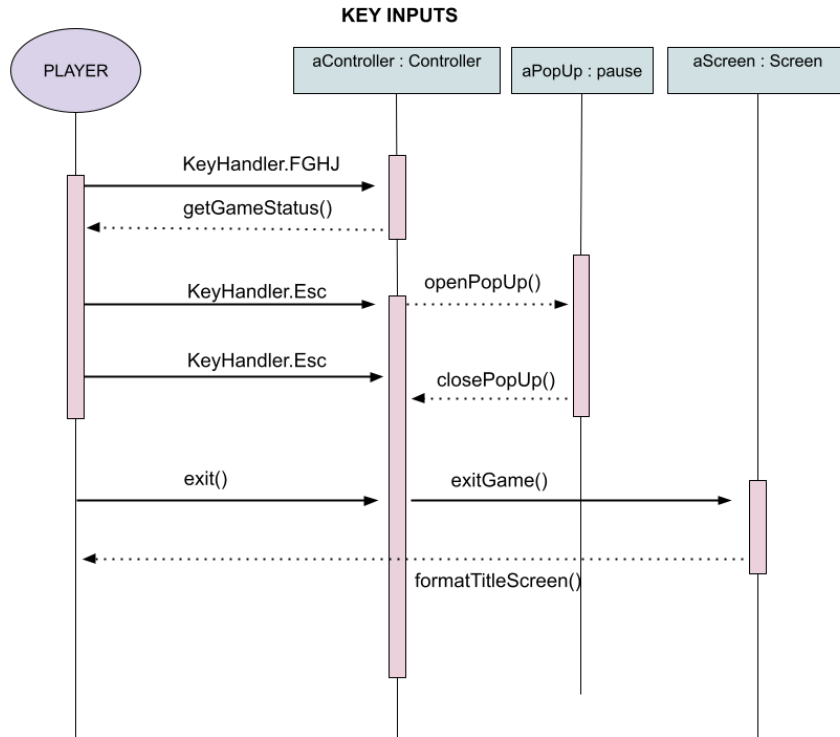 KEY INPUTS
PLAYER
aController : Controller
aPopUp : pause
aScreen : Screen
KeyHandler.FGHJ
getGameStatus()
KeyHandler.Esc
openPopUp()
KeyHandler.Esc
closePopUp()
exit()
exitGame()
formatTitleScreen()